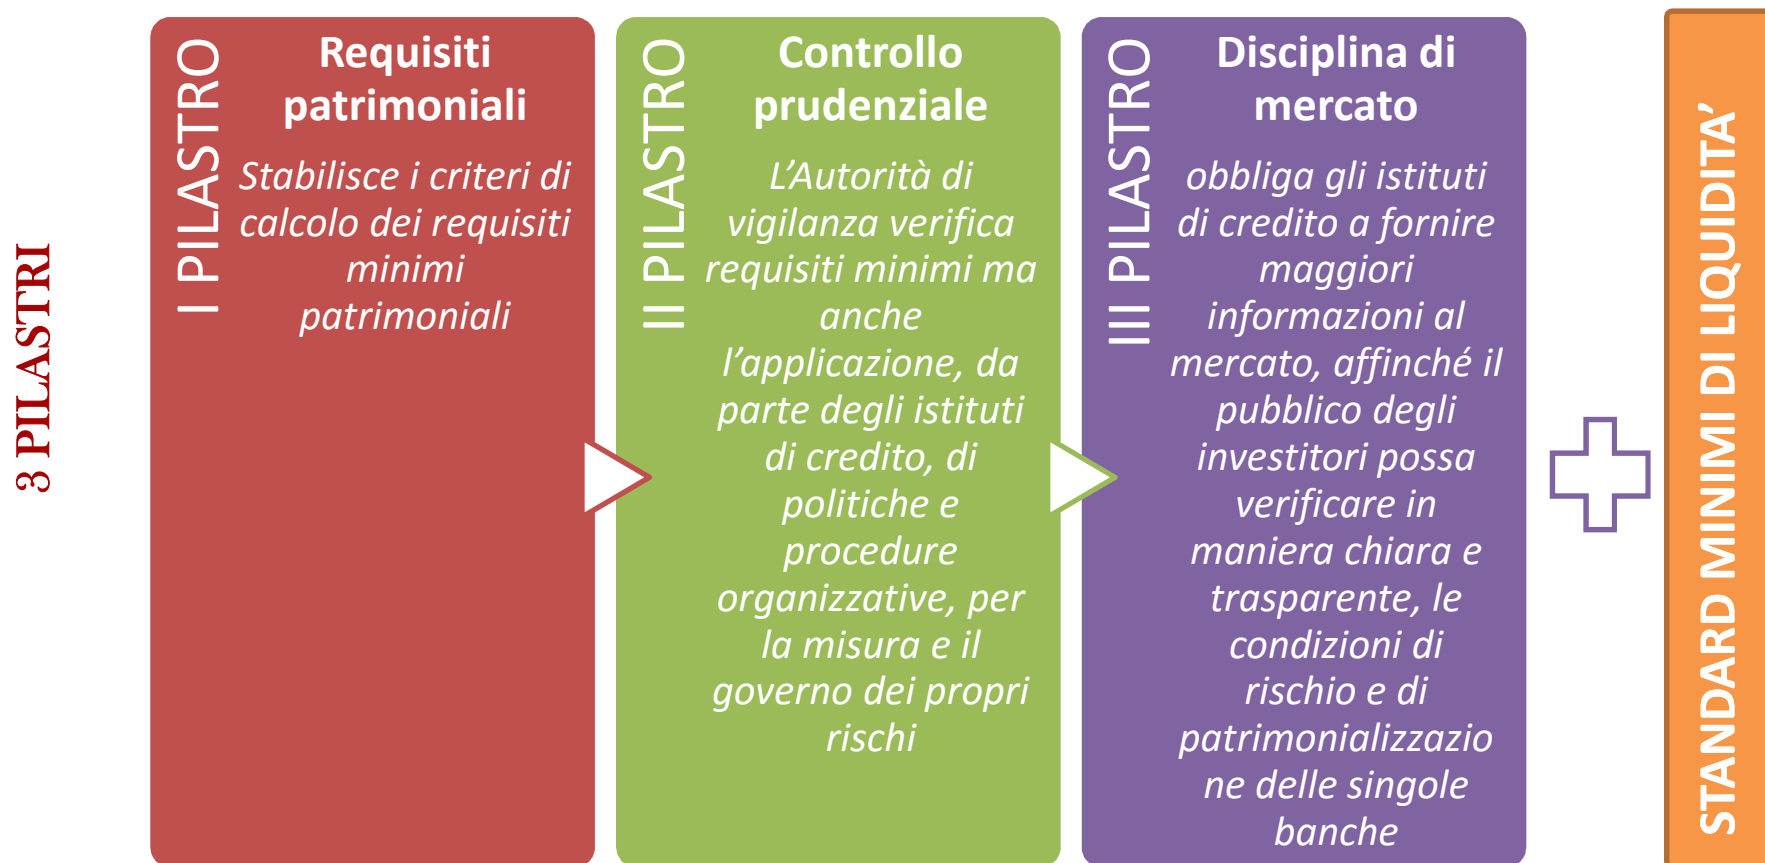 3 PILASTRI
I PILASTRO
Requisiti
patrimoniali
Stabilisce i criteri di
calcolo dei requisiti
minimi
patrimoniali
II PILASTRO
Controllo
prudenziale
L’Autorità di
vigilanza verifica
requisiti minimi ma
anche
l’applicazione, da
parte degli istituti
di credito, di
politiche e
procedure
organizzative, per
la misura e il
governo dei propri
rischi
III PILASTRO
Disciplina di
mercato
obbliga gli istituti
di credito a fornire
maggiori
informazioni al
mercato, affinché il
pubblico degli
investitori possa
verificare in
maniera chiara e
trasparente, le
condizioni di
rischio e di
patrimonializzazio
ne delle singole
banche
STANDARD MINIMI DI LIQUIDITA’